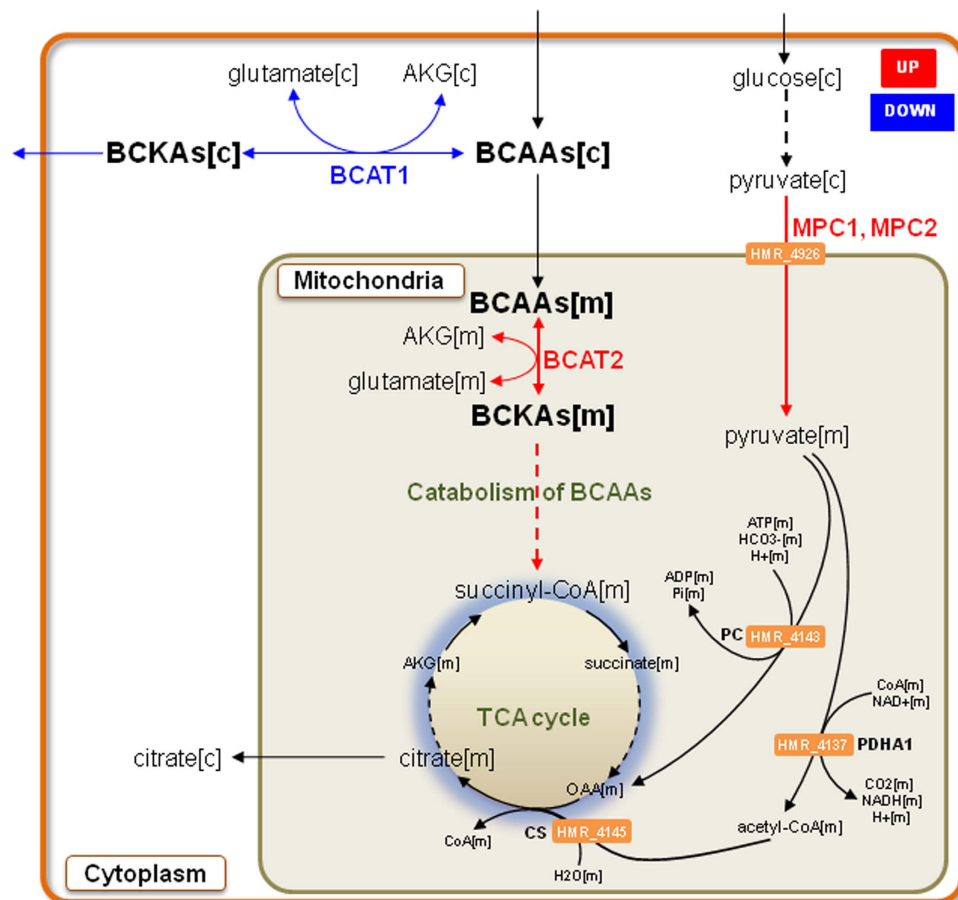 glutamate[c]
AKG[c]
glucose[c]
UP
DOWN
BCKAs[c]
BCAT1
BCAAs[c]
pyruvate[c]
MPC1, MPC2
HMR_4926
Mitochondria
BCAAs[m]
AKG[m]
BCAT2
glutamate[m]
BCKAs[m]
pyruvate[m]
Catabolism of BCAAs
ATP[m]
HCO3-[m]
H+[m]
ADP[m]
Pi[m]
succinyl-CoA[m]
PC
HMR_4143
AKG[m]
succinate[m]
CoA[m]
NAD+[m]
TCA cycle
HMR_4137
PDHA1
citrate[c]
citrate[m]
OAA[m]
CO2[m]
NADH[m]
H+[m]
CoA[m]
CS
HMR_4145
acetyl-CoA[m]
H2O[m]
Cytoplasm